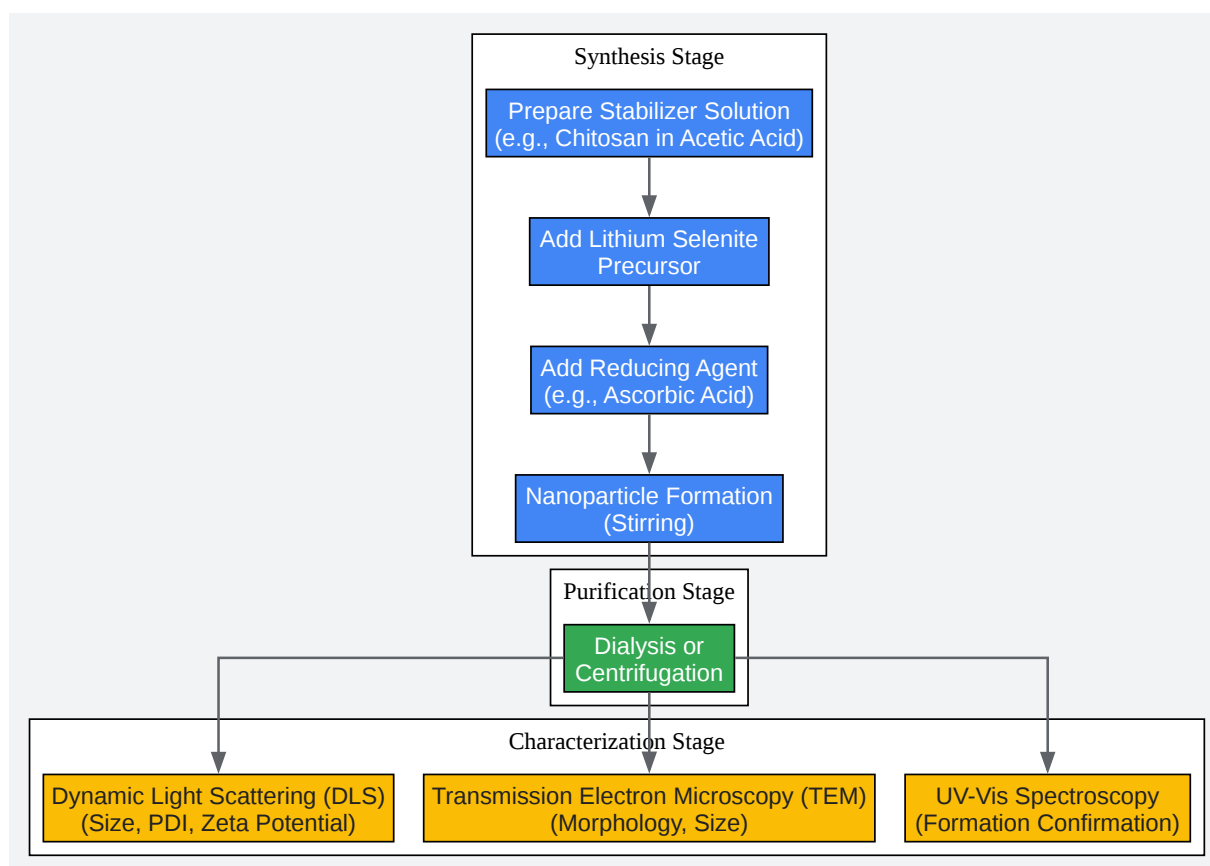 Synthesis Stage
Prepare Stabilizer Solution
(e.g., Chitosan in Acetic Acid)
Add Lithium Selenite
Precursor
Add Reducing Agent
(e.g., Ascorbic Acid)
Nanoparticle Formation
(Stirring)
Purification Stage
Dialysis or
Centrifugation
Characterization Stage
Dynamic Light Scattering (DLS)
(Size, PDI, Zeta Potential)
Transmission Electron Microscopy (TEM)
(Morphology, Size)
UV-Vis Spectroscopy
(Formation Confirmation)